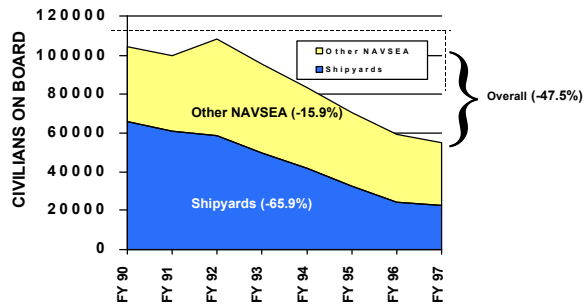 120000
100000
80000
60000
40000
20000
0
CIVILIANS ON BOARD
Other NAVSEA
Shipyards
Other NAVSEA (-15.9%)
Shipyards (-65.9%)
Overall (-47.5%)
FY 90
FY 91
FY 92
FY 93
FY 94
FY 95
FY 96
FY 97